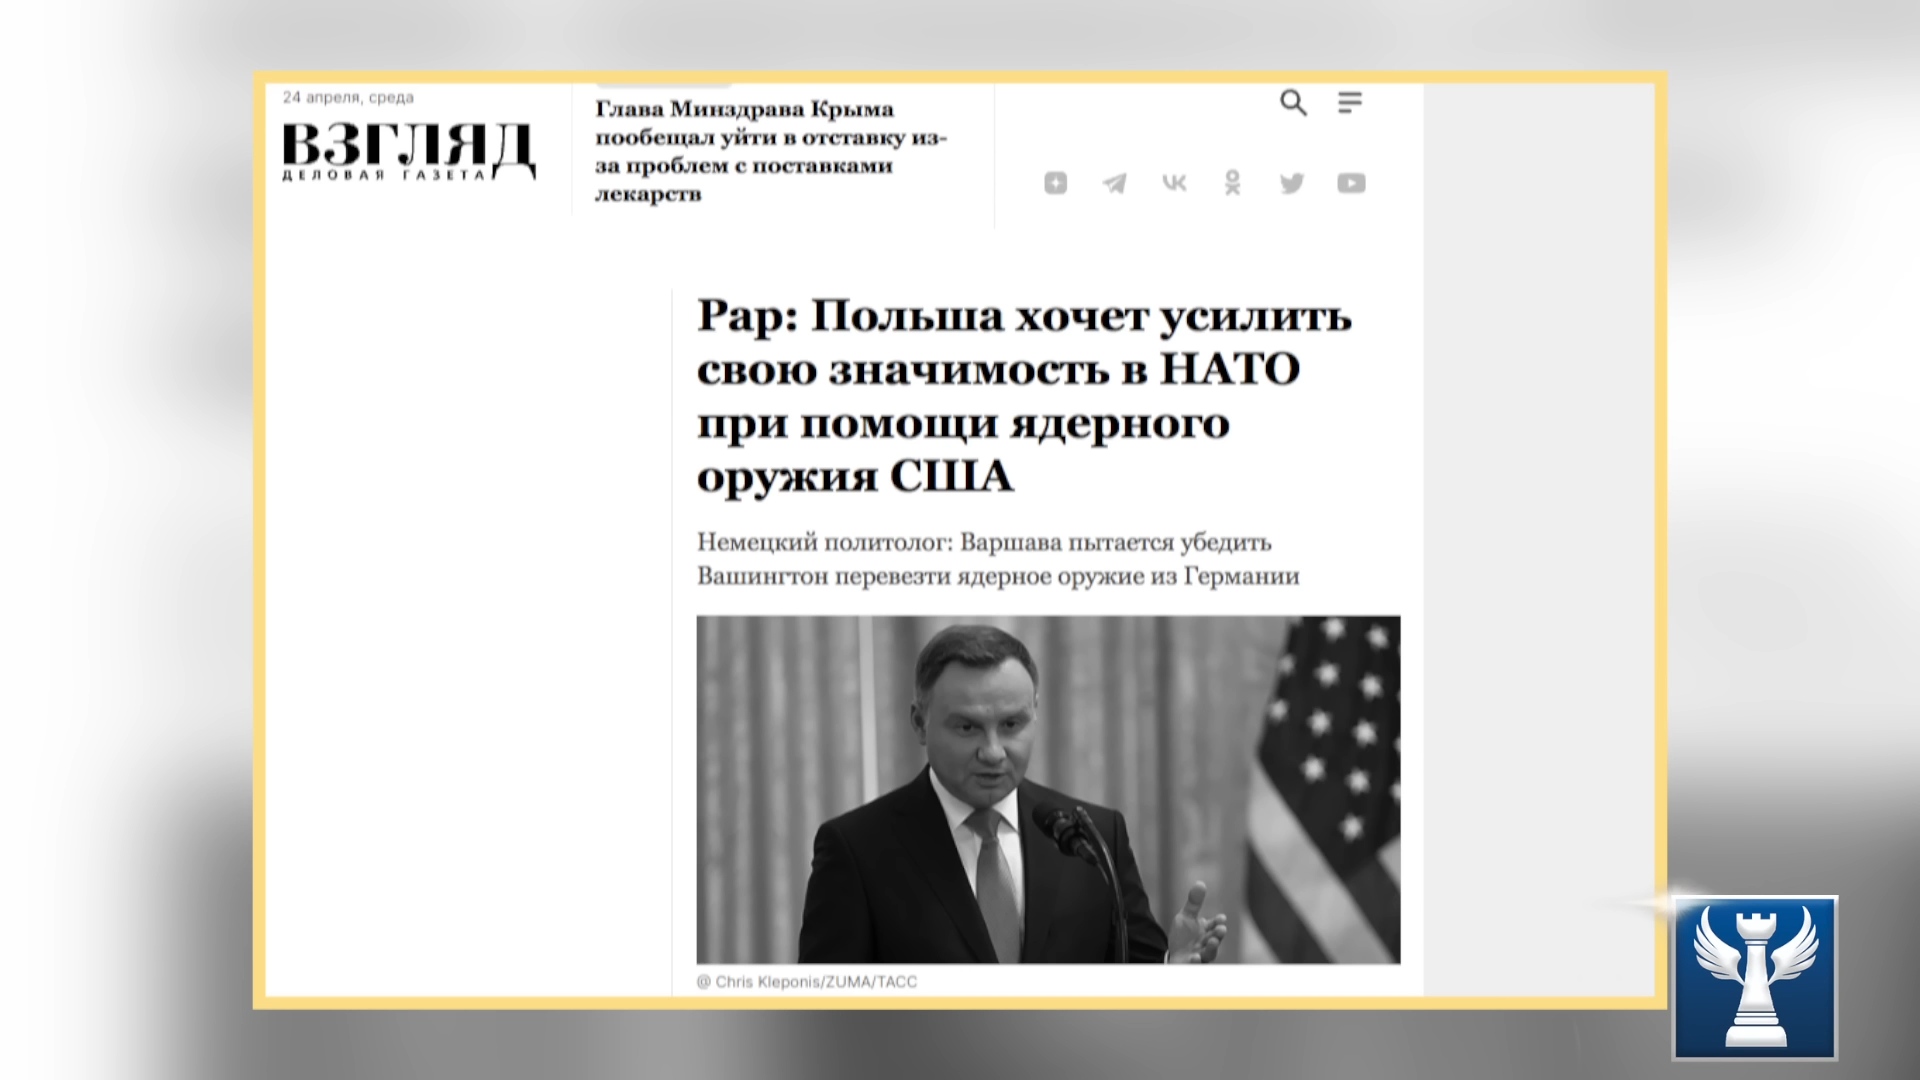 24 апреля, среда
ВЗГЛЯД
ДЕЛОВАЯ ГАЗЕТА
Глава Минздрава Крыма
пообещал уйти в отставку из-
за проблем с поставками
лекарств
Рар: Польша хочет усилить
свою значимость в НАТО
при помощи ядерного
оружия США
Немецкий политолог: Варшава пытается убедить
Вашингтон перевезти ядерное оружие из Германии
@ Chris Kleponis/ZUMA/ТАСС